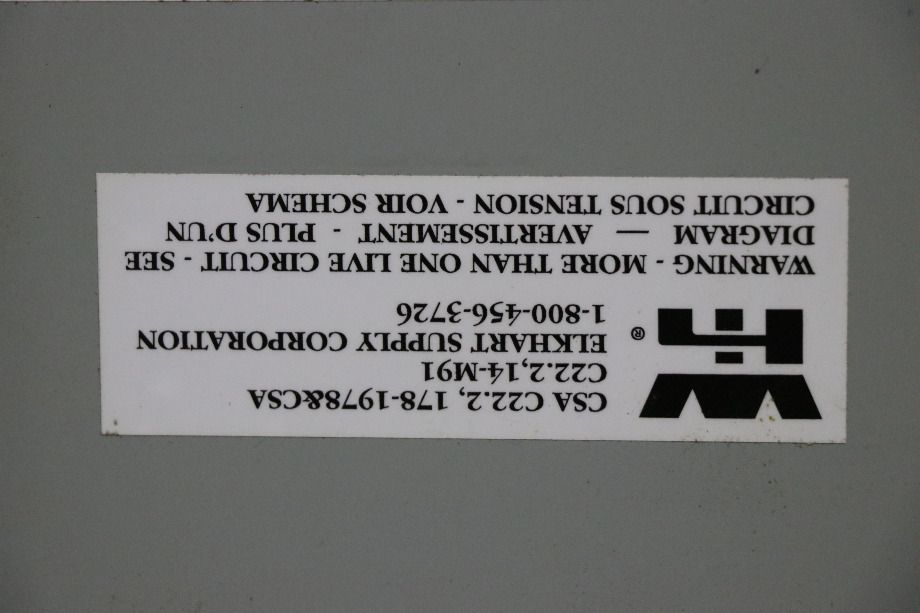 CSA C22.2, 178-1978&CSA
C22.2,14-M91
ELKHART SUPPLY CORPORATION
1-800-456-3726
®
WARNING - MORE THAN ONE LIVE CIRCUIT - SEE
DIAGRAM — AVERTISSEMENT - PLUS D'UN
CIRCUIT SOUS TENSION - VOIR SCHEMA